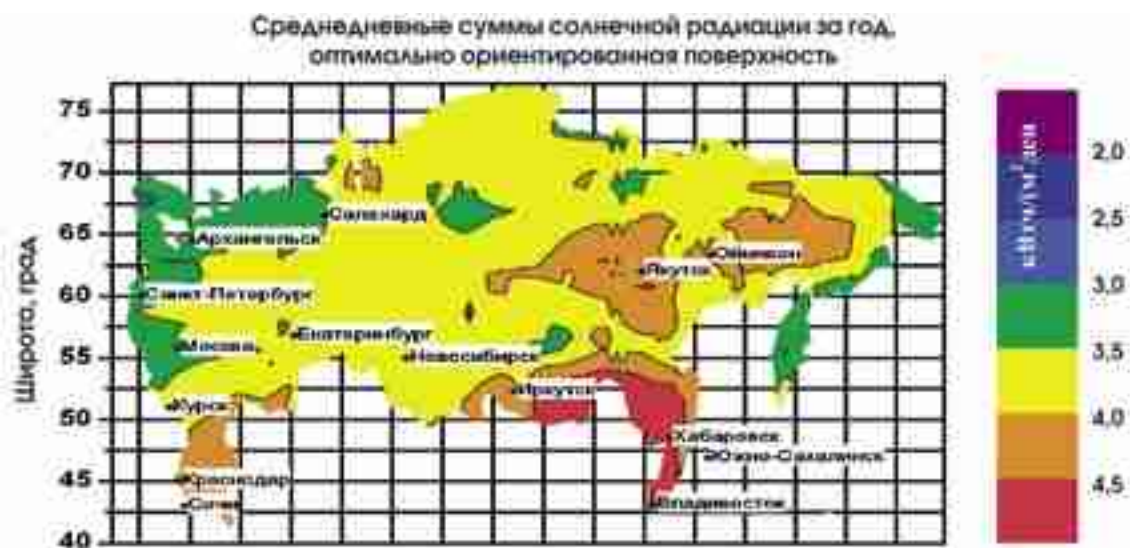 Среднедневные суммы солнечной радиации за год,
оптимально ориентированная поверхность
Широта, град
75
70
65
60
55
50
45
40
Салехард
Архангельск
Оймякон
Якутск
Санкт-Петербург
Екатеринбург
Москва
Новосибирск
Иркутск
Курск
Хабаровск
Южно-Сахалинск
Краснодар
Сочи
Владивосток
2,0
2,5
3,0
3,5
4,0
4,5